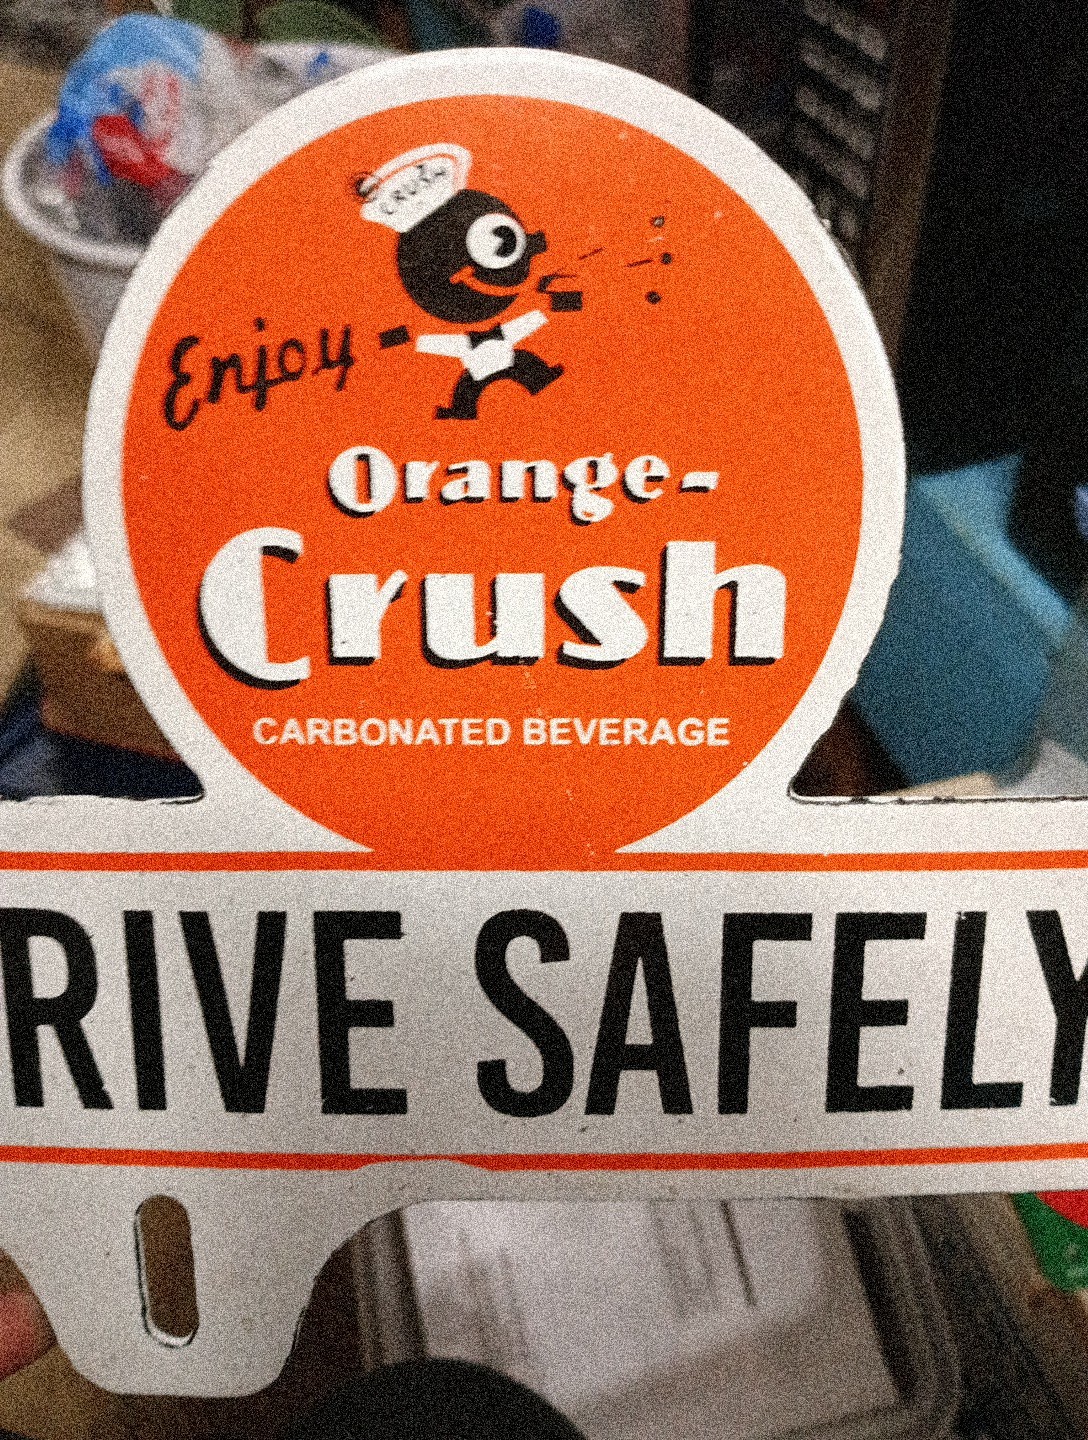 CRUSH
Enjoy
Orange-
Crush
CARBONATED BEVERAGE
RIVE SAFELY